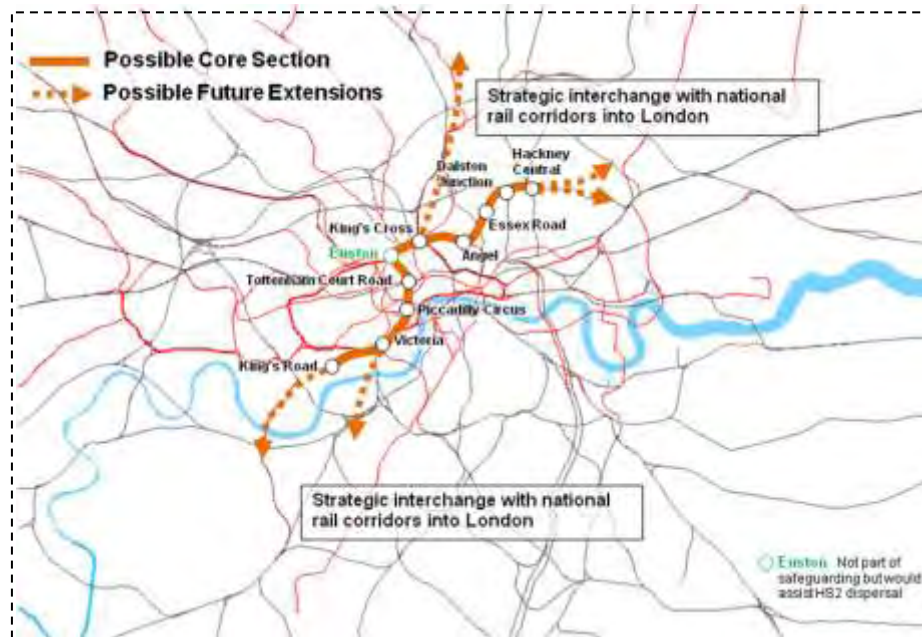 Possible Core Section
Possible Future Extensions
Strategic interchange with national
rail corridors into London
Hackney
Central
Dalston
Junction
King's Cross
Essex Road
Euston
Angel
Tottenham Court Road
Piccadilly Circus
Victoria
King's Road
Strategic interchange with national
rail corridors into London
Euston Not part of
safeguarding but would
assist HS2 dispersal